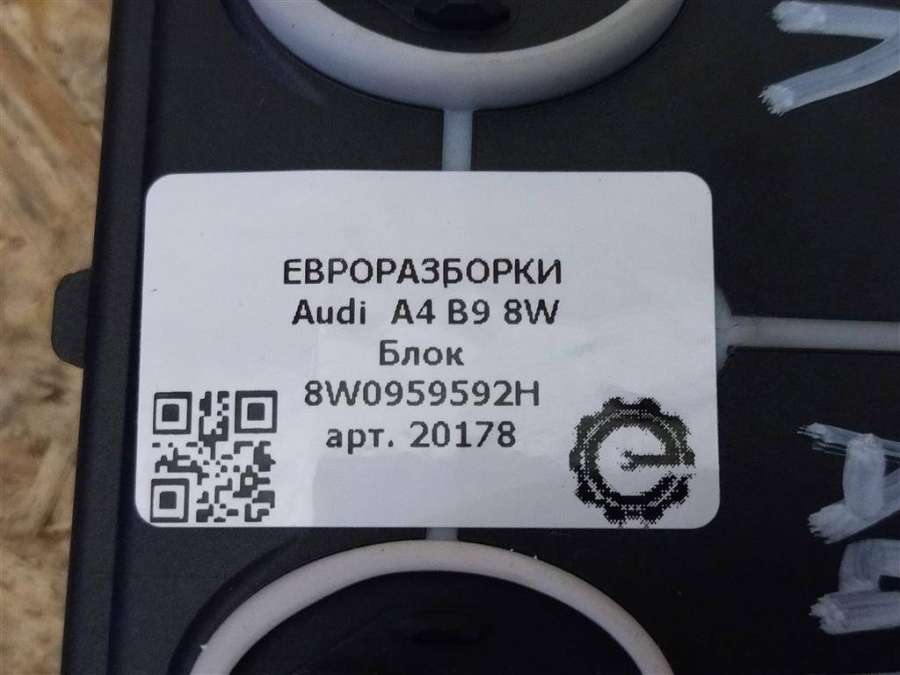 ЕВРОРАЗБОРКИ
Audi A4 B9 8W
Блок
8W0959592H
арт. 20178